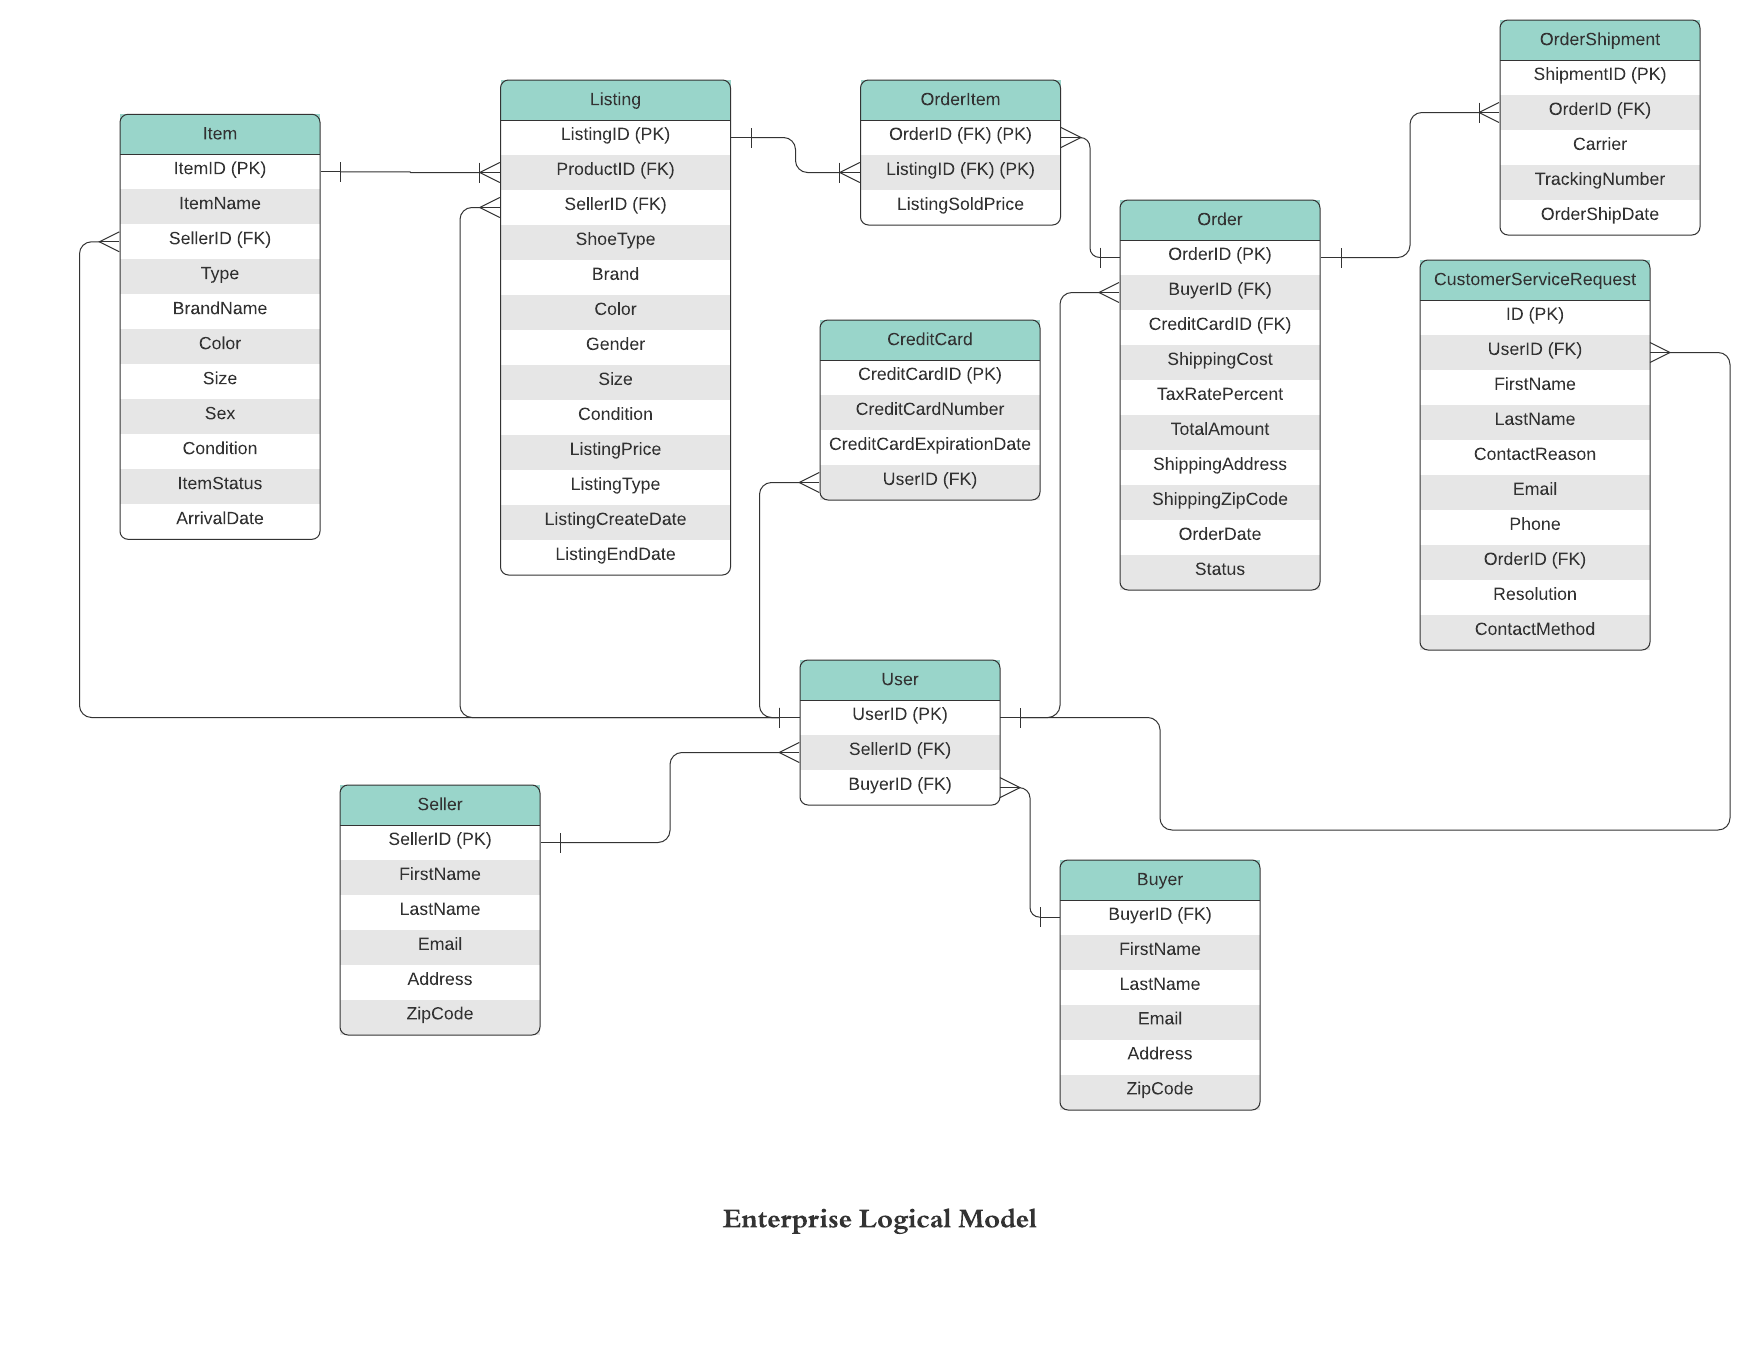 Item
ItemID (PK)
ItemName
SellerID (FK)
Type
BrandName
Color
Size
Sex
Condition
ItemStatus
ArrivalDate
Listing
ListingID (PK)
ProductID (FK)
SellerID (FK)
ShoeType
Brand
Color
Gender
Size
Condition
ListingPrice
ListingType
ListingCreateDate
ListingEndDate
OrderItem
OrderID (FK) (PK)
ListingID (FK) (PK)
ListingSoldPrice
CreditCard
CreditCardID (PK)
CreditCardNumber
CreditCardExpirationDate
UserID (FK)
Order
OrderID (PK)
BuyerID (FK)
CreditCardID (FK)
ShippingCost
TaxRatePercent
TotalAmount
ShippingAddress
ShippingZipCode
OrderDate
Status
OrderShipment
ShipmentID (PK)
OrderID (FK)
Carrier
TrackingNumber
OrderShipDate
CustomerServiceRequest
ID (PK)
UserID (FK)
FirstName
LastName
ContactReason
Email
Phone
OrderID (FK)
Resolution
ContactMethod
User
UserID (PK)
SellerID (FK)
BuyerID (FK)
Seller
SellerID (PK)
FirstName
LastName
Email
Address
ZipCode
Buyer
BuyerID (FK)
FirstName
LastName
Email
Address
ZipCode
Enterprise Logical Model